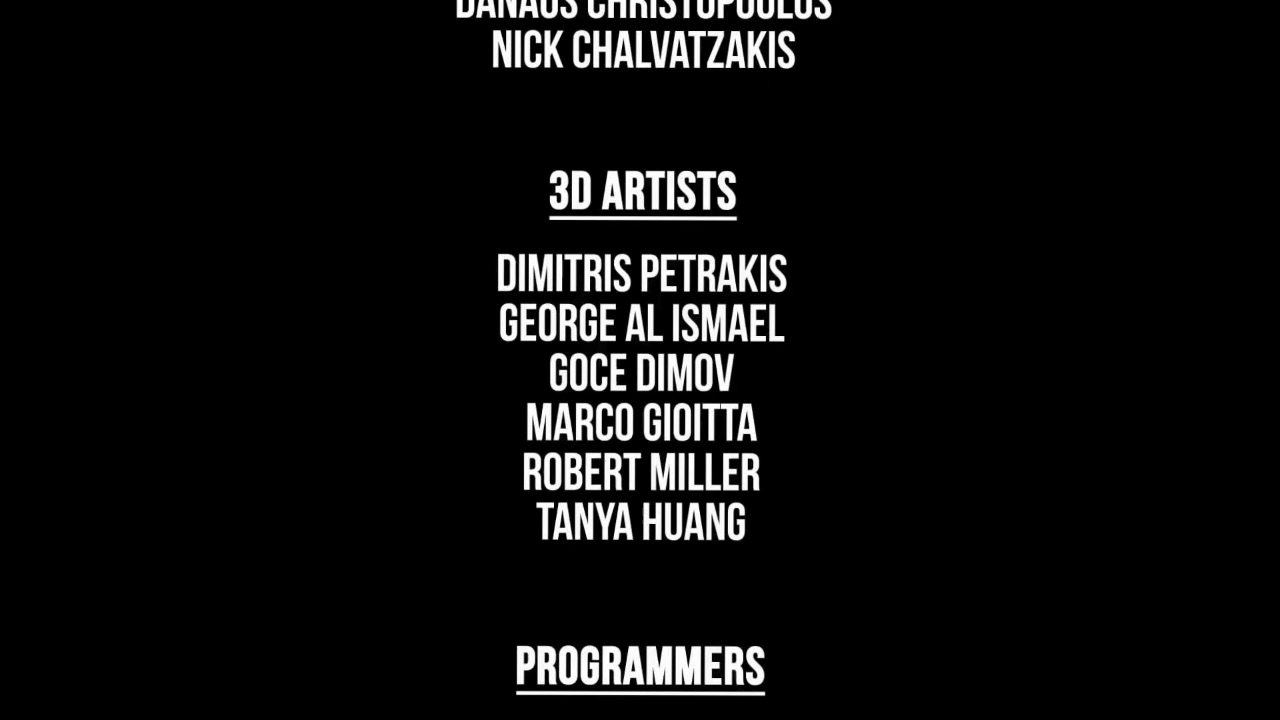 DANAOS CHRISTOPOULOS
NICK CHALVATZAKIS
3D ARTISTS
DIMITRIS PETRAKIS
GEORGE AL ISMAEL
GOCE DIMOV
MARCO GIOITTA
ROBERT MILLER
TANYA HUANG
PROGRAMMERS